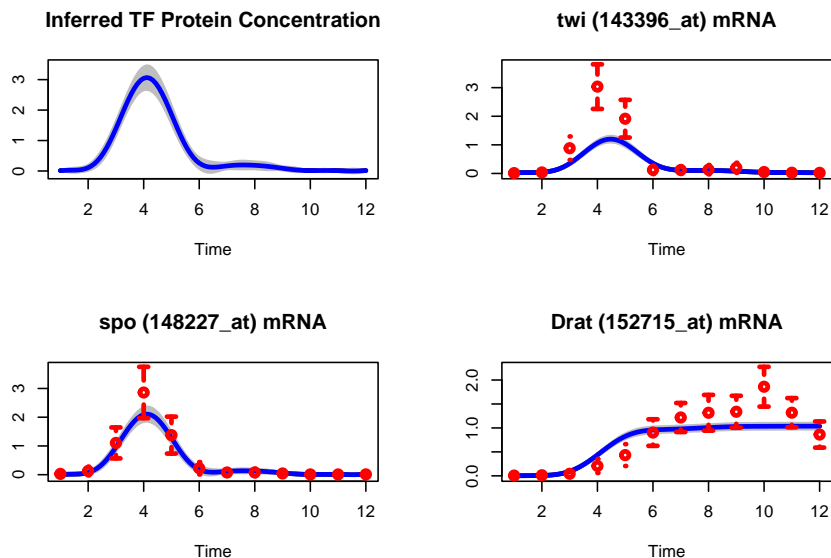 Inferred TF Protein Concentration
3
2
1
0
2 4 6 8 10 12
Time
twi (143396_at) mRNA
3
2
1
0
2 4 6 8 10 12
Time
spo (148227_at) mRNA
3
2
1
0
2 4 6 8 10 12
Time
Drat (152715_at) mRNA
2.0
1.0
0.0
2 4 6 8 10 12
Time